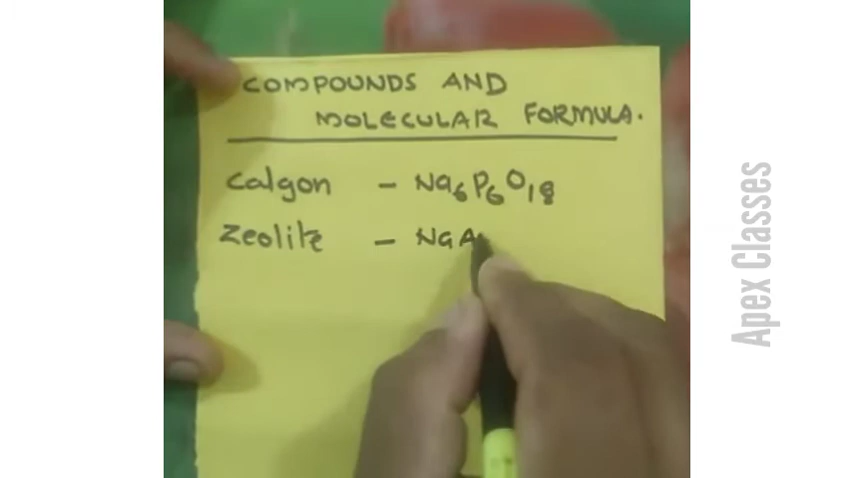 COMPOUNDS AND
MOLECULAR FORMULA.
Calgon - Na6P6O18
Zeolite - NaA
Apex Classes